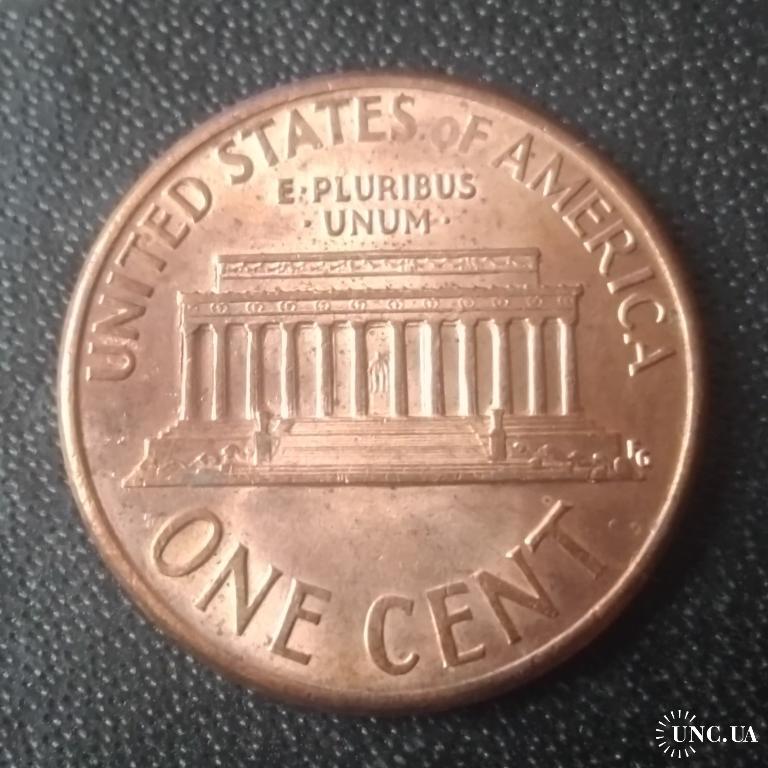 UNITED STATES OF AMERICA
E·PLURIBUS
·UNUM·
FG
ONE CENT
UNC.UA